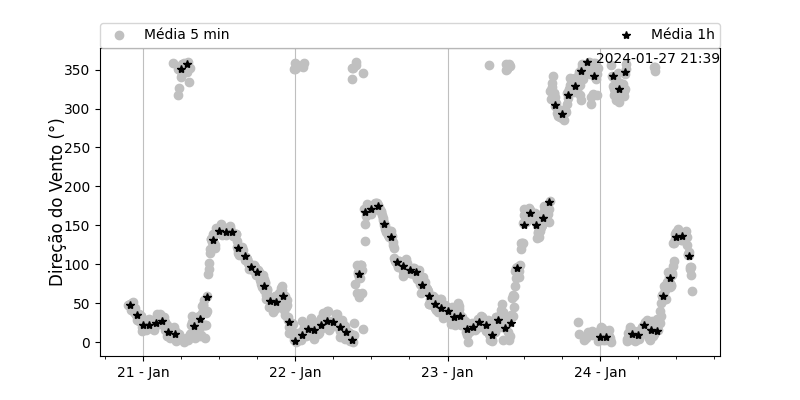 Média 5 min
Média 1h
2024-01-27 21:39
Direção do Vento (°)
350
300
250
200
150
100
50
0
21 - Jan
22 - Jan
23 - Jan
24 - Jan